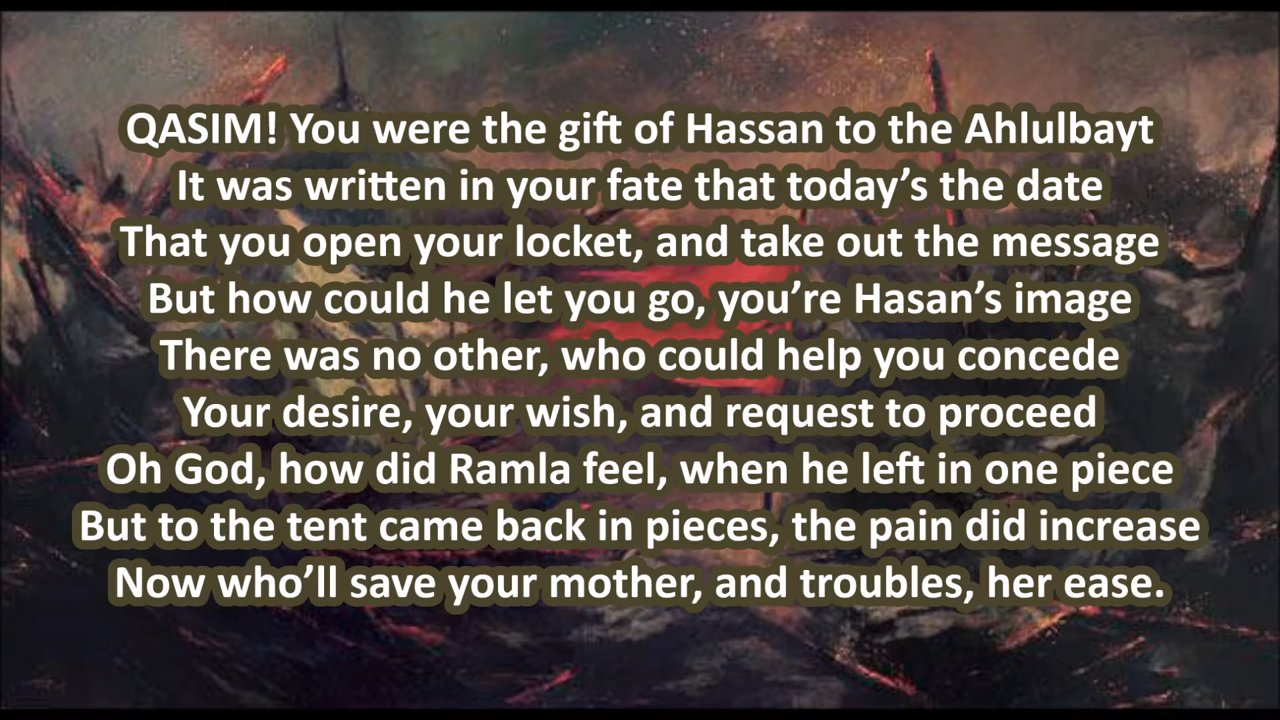 QASIM! You were the gift of Hassan to the Ahlulbayt
It was written in your fate that today’s the date
That you open your locket, and take out the message
But how could he let you go, you’re Hasan’s image
There was no other, who could help you concede
Your desire, your wish, and request to proceed
Oh God, how did Ramla feel, when he left in one piece
But to the tent came back in pieces, the pain did increase
Now who’ll save your mother, and troubles, her ease.